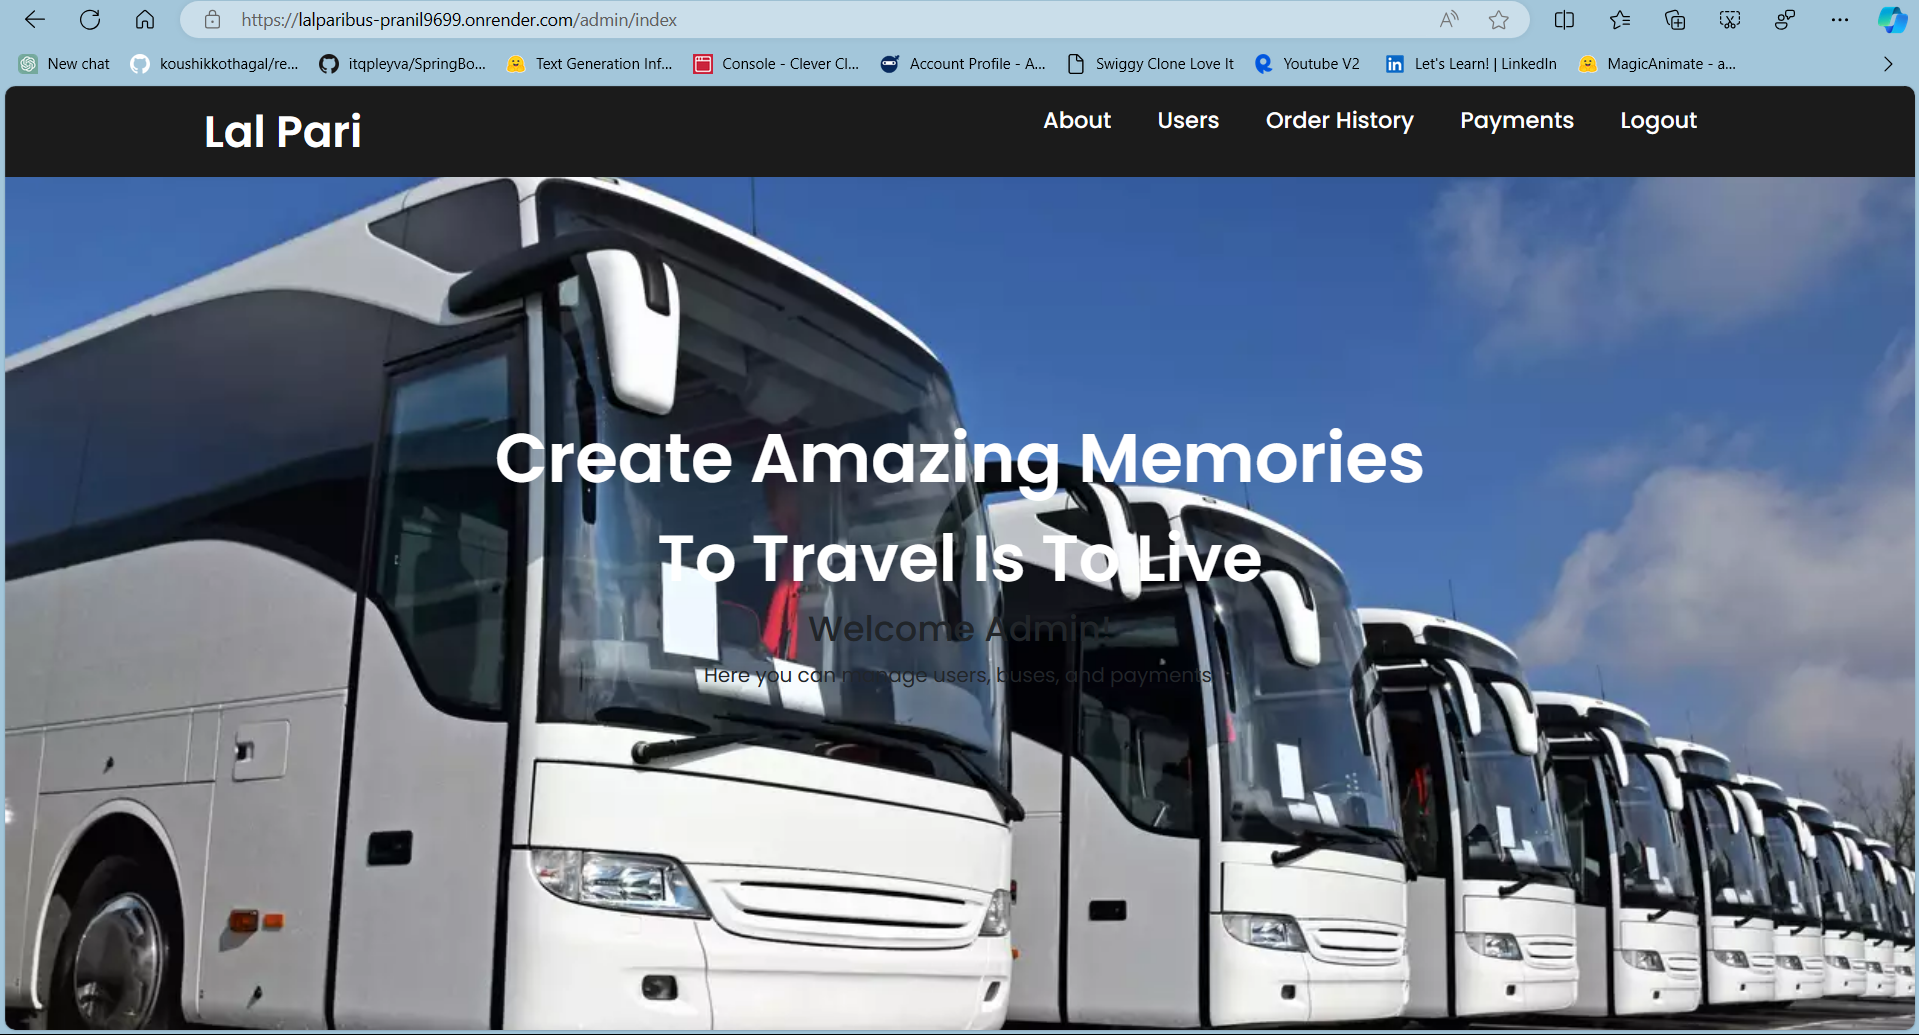 https://lalparibus-pranil9699.onrender.com/admin/index
New chat
koushikkothagal/re...
itqpleyva/SpringBo...
Text Generation Inf...
Console - Clever Cl...
Account Profile - A...
Swiggy Clone Love It
Youtube V2
Let's Learn! | LinkedIn
MagicAnimate - a...
Lal Pari
About
Users
Order History
Payments
Logout
Create Amazing Memories
To Travel Is To Live
Welcome Admin!
Here you can manage users, buses, and payments.